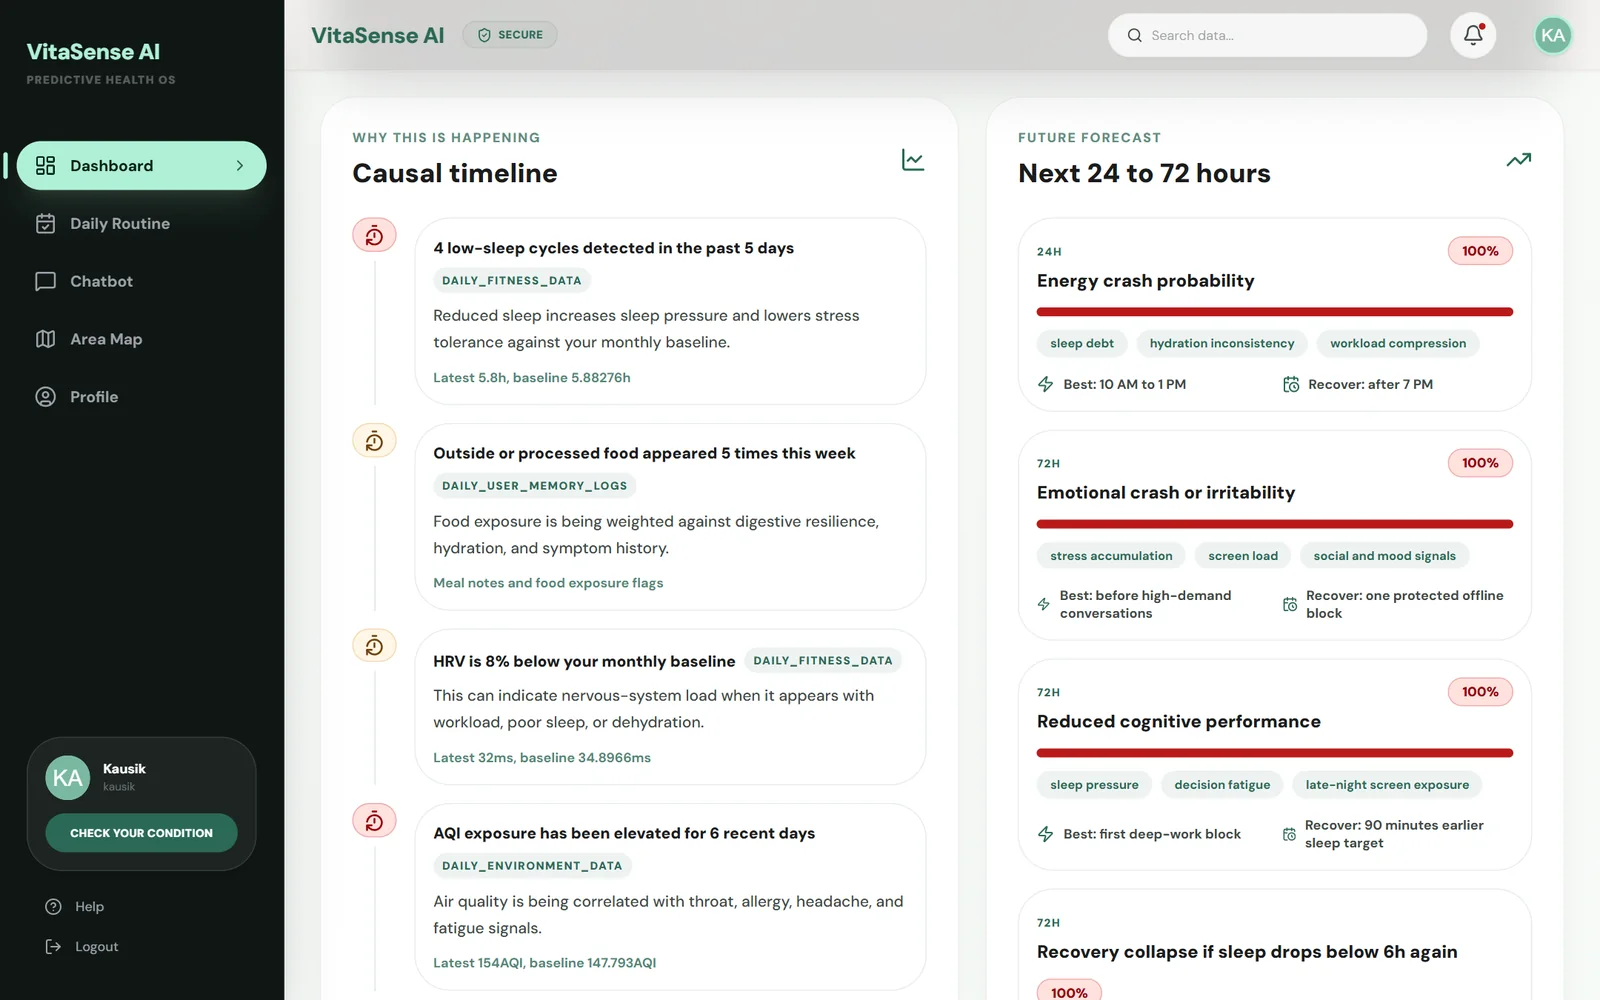 VitaSense AI
PREDICTIVE HEALTH OS
Dashboard
Daily Routine
Chatbot
Area Map
Profile
KA
Kausik
kausik
CHECK YOUR CONDITION
Help
Logout
VitaSense AI
SECURE
Search data...
KA
WHY THIS IS HAPPENING
Causal timeline
4 low-sleep cycles detected in the past 5 days
DAILY_FITNESS_DATA
Reduced sleep increases sleep pressure and lowers stress
tolerance against your monthly baseline.
Latest 5.8h, baseline 5.88276h
Outside or processed food appeared 5 times this week
DAILY_USER_MEMORY_LOGS
Food exposure is being weighted against digestive resilience,
hydration, and symptom history.
Meal notes and food exposure flags
HRV is 8% below your monthly baseline DAILY_FITNESS_DATA
This can indicate nervous-system load when it appears with
workload, poor sleep, or dehydration.
Latest 32ms, baseline 34.8966ms
AQI exposure has been elevated for 6 recent days
DAILY_ENVIRONMENT_DATA
Air quality is being correlated with throat, allergy, headache, and
fatigue signals.
Latest 154AQI, baseline 147.793AQI
FUTURE FORECAST
Next 24 to 72 hours
24H
100%
Energy crash probability
sleep debt hydration inconsistency workload compression
Best: 10 AM to 1 PM Recover: after 7 PM
72H
100%
Emotional crash or irritability
stress accumulation screen load social and mood signals
Best: before high-demand
conversations
Recover: one protected offline
block
72H
100%
Reduced cognitive performance
sleep pressure decision fatigue late-night screen exposure
Best: first deep-work block
Recover: 90 minutes earlier
sleep target
72H
Recovery collapse if sleep drops below 6h again
100%